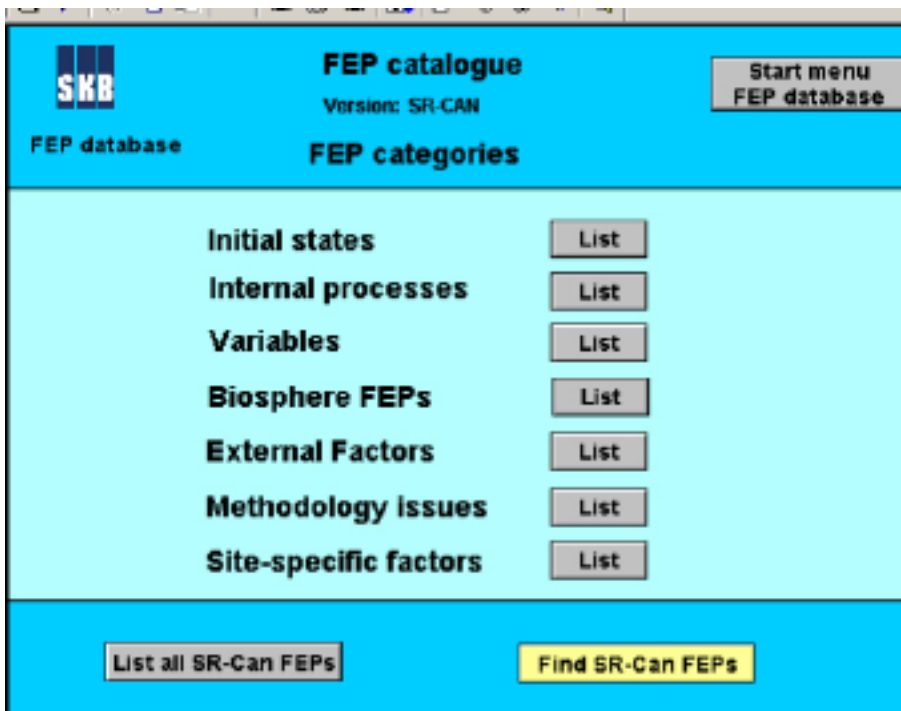 SKB
FEP catalogue
Start menu
FEP database
Version: SR-CAN
FEP database
FEP categories
Initial states List
Internal processes List
Variables List
Biosphere FEPs List
External Factors List
Methodology issues List
Site-specific factors List
List all SR-Can FEPs
Find SR-Can FEPs